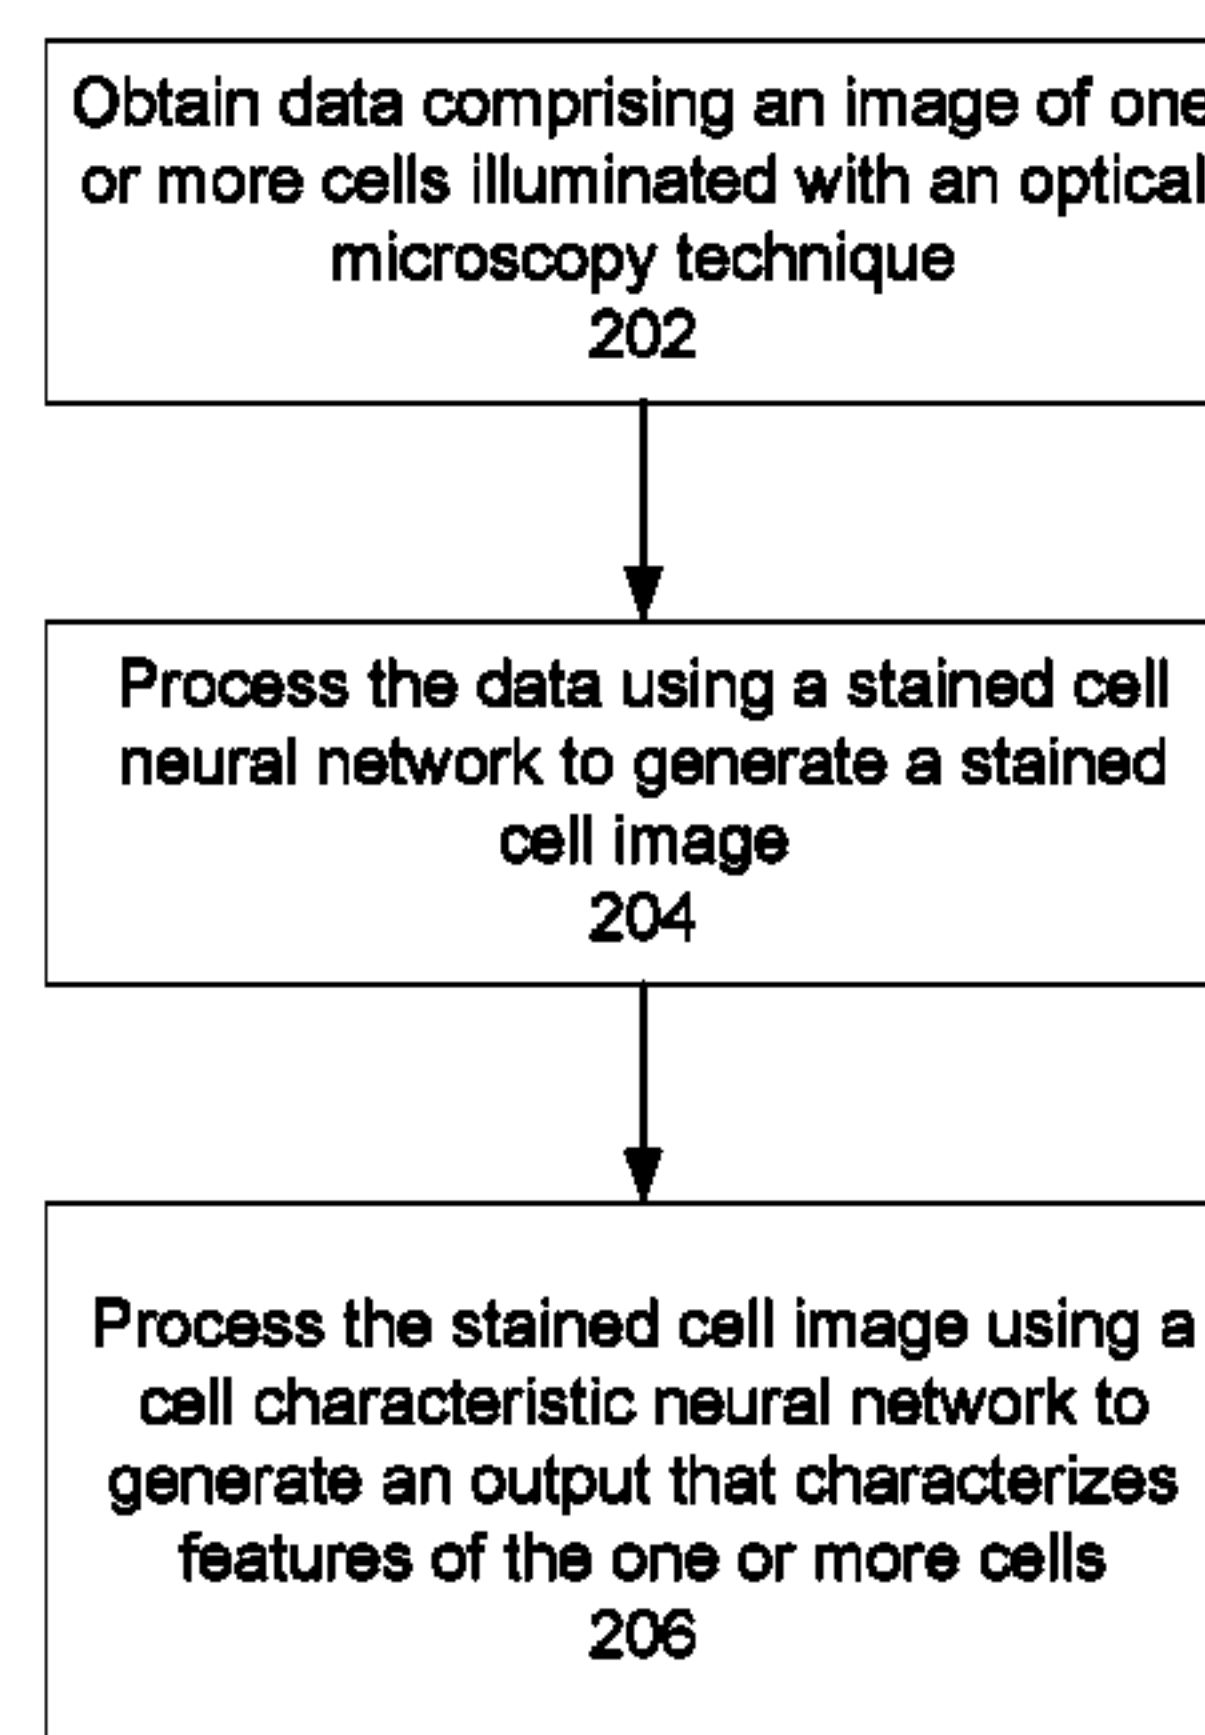 Obtain data comprising an image of one
or more cells illuminated with an optical
microscopy technique
202
Process the data using a stained cell
neural network to generate a stained
cell image
204
Process the stained cell image using a
cell characteristic neural network to
generate an output that characterizes
features of the one or more cells
206